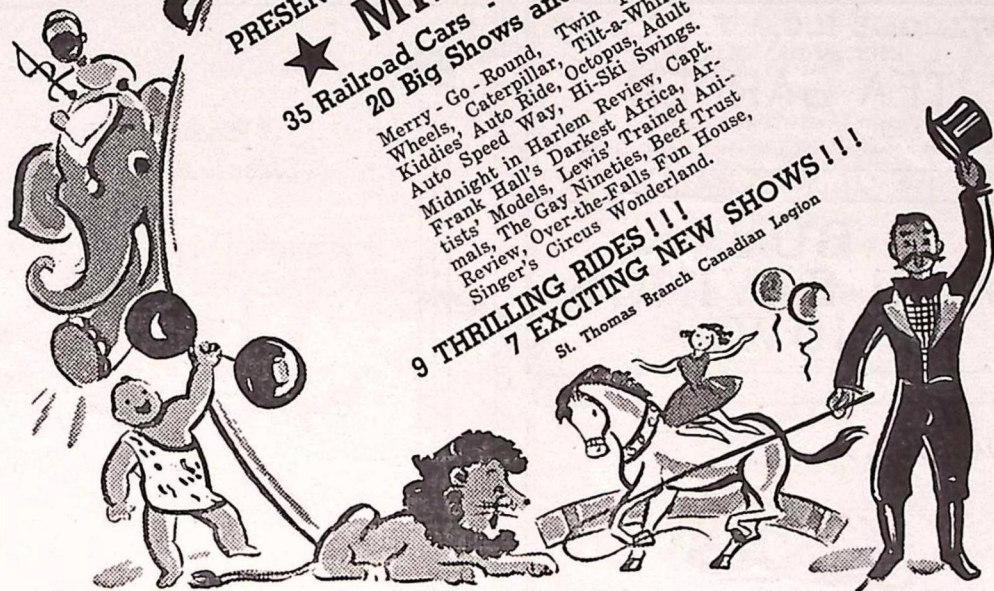 PRESEN
35 Railroad Cars -
20 Big Shows and
Merry - Go - Round, Twin
Wheels, Caterpillar, Tilt-a-Whirl
Kiddies' Auto Ride, Octopus, Adult
Auto Speed Way, Hi-Ski Swings.
Midnight in Harlem Review, Capt.
Frank Hall's Darkest Africa, Ar-
tists' Models, Lewis' Trained Ani-
mals, The Gay Nineties, Beef Trust
Review, Over-the-Falls Fun House,
Singer's Circus Wonderland.
9 THRILLING RIDES!!!
7 EXCITING NEW SHOWS!!!
St. Thomas Branch Canadian Legion